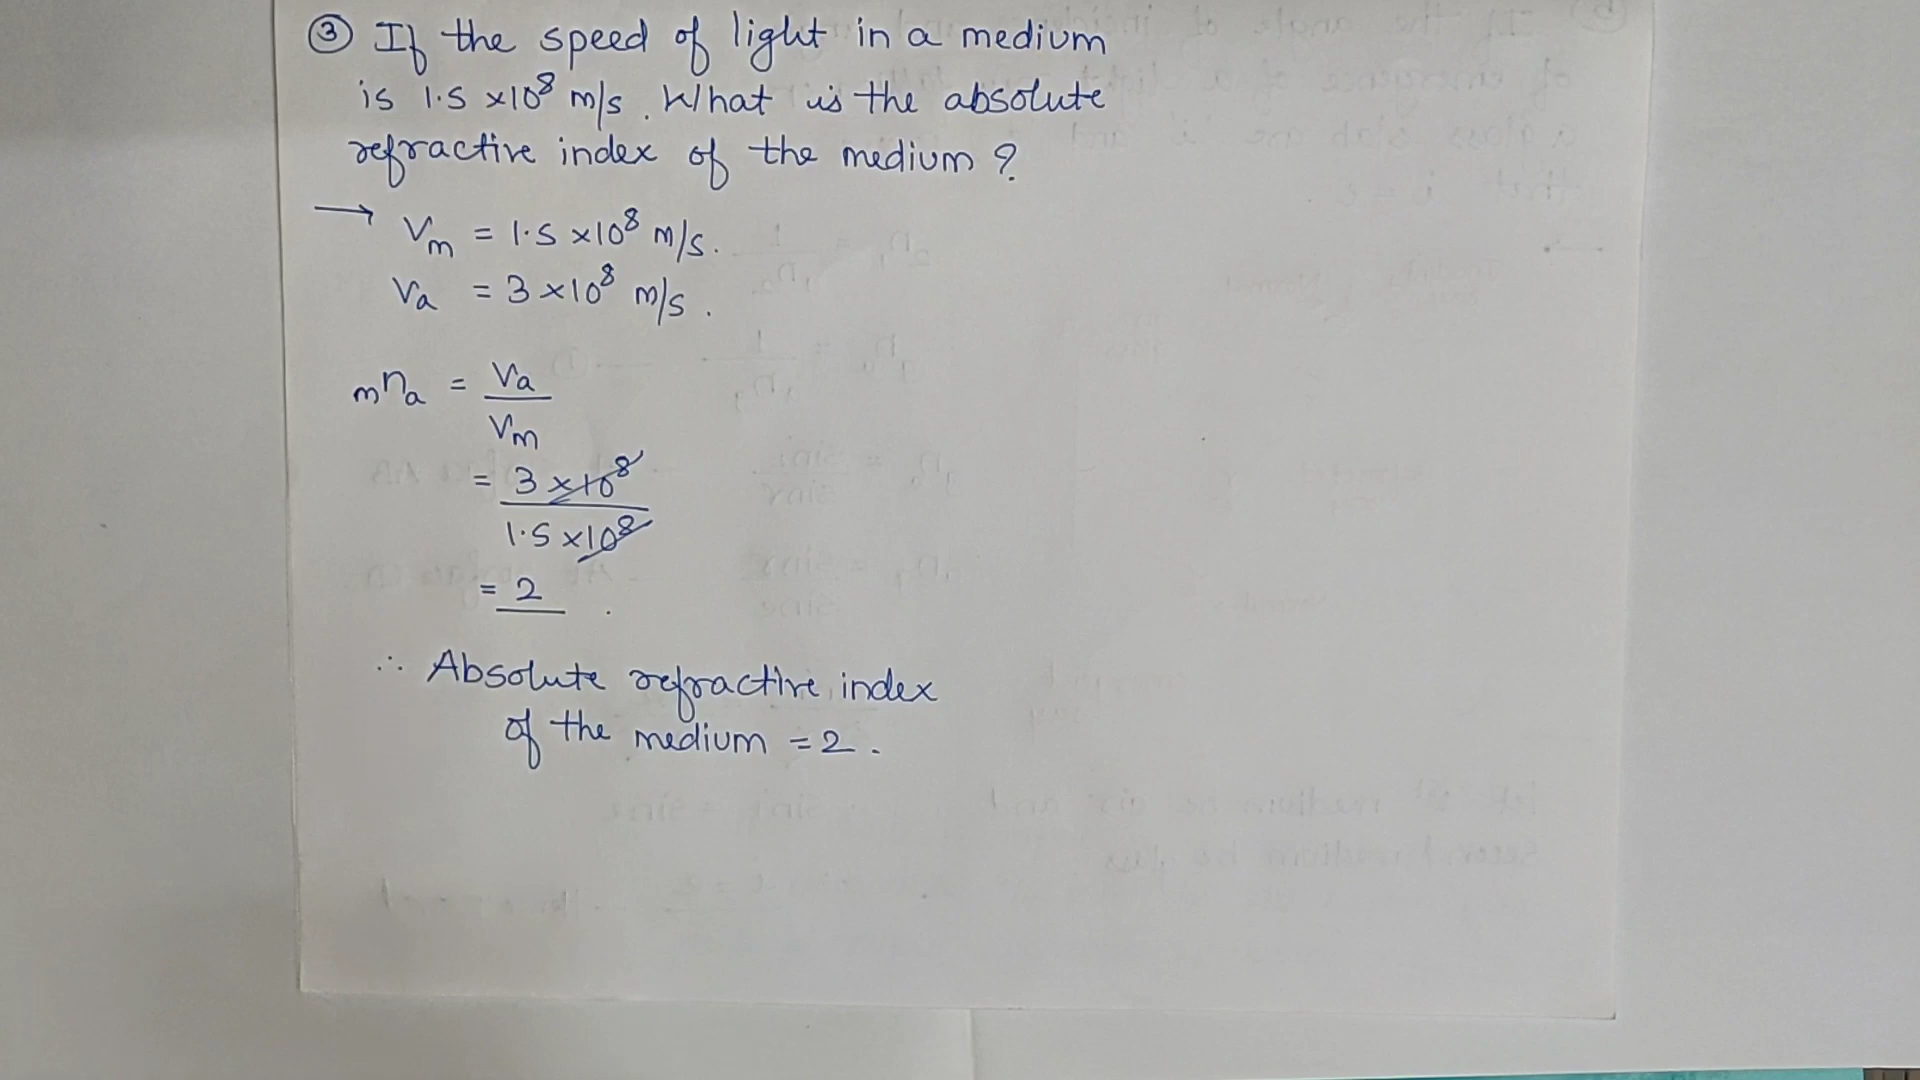 ③ If the speed of light in a medium
is 1.5 ×10⁸ m/s. What is the absolute
refractive index of the medium ?
→ Vm = 1.5 ×10⁸ m/s.
Va = 3 ×10⁸ m/s.
mna = Va / Vm
= 3 ×10⁸ / 1.5 ×10⁸
= 2
∴ Absolute refractive index
of the medium = 2.